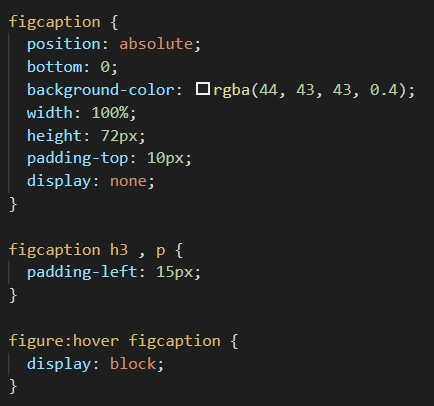 figcaption {
  position: absolute;
  bottom: 0;
  background-color: rgba(44, 43, 43, 0.4);
  width: 100%;
  height: 72px;
  padding-top: 10px;
  display: none;
}

figcaption h3 , p {
  padding-left: 15px;
}

figure:hover figcaption {
  display: block;
}